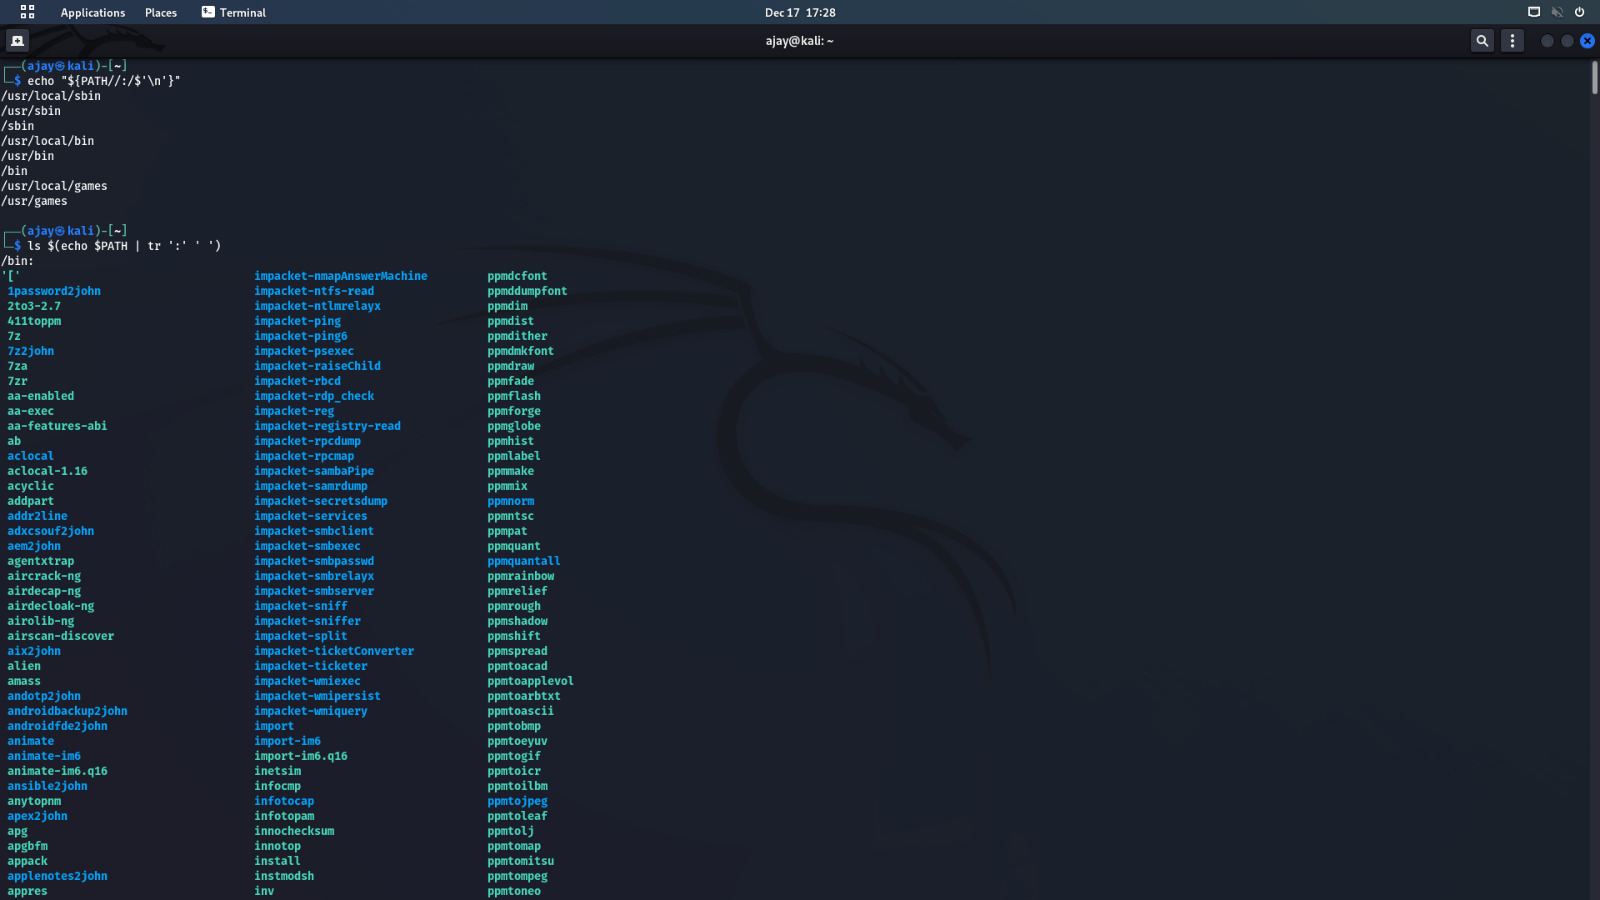 Applications Places Terminal Dec 17 17:28
ajay@kali: ~
(ajay㉿kali)-[~]
$ echo "${PATH//:/$'\n'}"
/usr/local/sbin
/usr/sbin
/sbin
/usr/local/bin
/usr/bin
/bin
/usr/local/games
/usr/games
(ajay㉿kali)-[~]
$ ls $(echo $PATH | tr ':' ' ')
/bin:
'[' impacket-nmapAnswerMachine ppmdcfont
1password2john impacket-ntfs-read ppmddumpfont
2to3-2.7 impacket-ntlmrelayx ppmdim
411toppm impacket-ping ppmdist
7z impacket-ping6 ppmdither
7z2john impacket-psexec ppmdmkfont
7za impacket-raiseChild ppmdraw
7zr impacket-rbcd ppmfade
aa-enabled impacket-rdp_check ppmflash
aa-exec impacket-reg ppmforge
aa-features-abi impacket-registry-read ppmglobe
ab impacket-rpcdump ppmhist
aclocal impacket-rpcmap ppmlabel
aclocal-1.16 impacket-sambaPipe ppmmake
acyclic impacket-samrdump ppmmix
addpart impacket-secretsdump ppmnorm
addr2line impacket-services ppmntsc
adxcsouf2john impacket-smbclient ppmpat
aem2john impacket-smbexec ppmquant
agentxtrap impacket-smbpasswd ppmquantall
aircrack-ng impacket-smbrelayx ppmrainbow
airdecap-ng impacket-smbserver ppmrelief
airdecloak-ng impacket-sniff ppmrough
airolib-ng impacket-sniffer ppmshadow
airscan-discover impacket-split ppmshift
aix2john impacket-ticketConverter ppmspread
alien impacket-ticketer ppmtoacad
amass impacket-wmiexec ppmtoapplevol
andotp2john impacket-wmipersist ppmtoarbtxt
androidbackup2john impacket-wmiquery ppmtoascii
androidfde2john import ppmtobmp
animate import-im6 ppmtoeyuv
animate-im6 import-im6.q16 ppmtogif
animate-im6.q16 inetsim ppmtoicr
ansible2john infocmp ppmtoilbm
anytopnm infotocap ppmtojpeg
apex2john infotopam ppmtoleaf
apg innochecksum ppmtolj
apgbfm innotop ppmtomap
appack install ppmtomitsu
applenotes2john instmodsh ppmtompeg
appres inv ppmtoneo